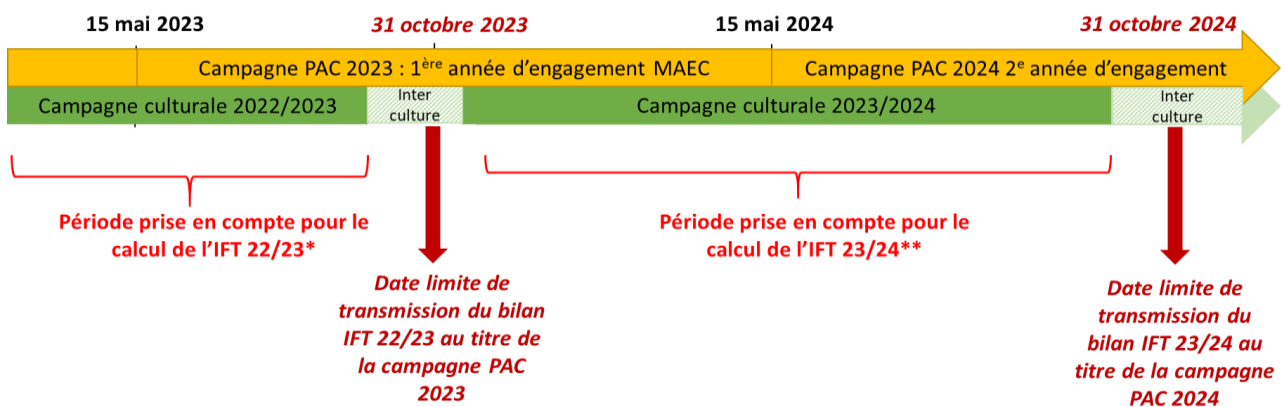 15 mai 2023
31 octobre 2023
15 mai 2024
31 octobre 2024
Campagne PAC 2023 : 1ère année d’engagement MAEC
Campagne PAC 2024 2e année d’engagement
Campagne culturale 2022/2023
Inter
culture
Campagne culturale 2023/2024
Inter
culture
Période prise en compte pour le
calcul de l’IFT 22/23*
Période prise en compte pour le
calcul de l’IFT 23/24**
Date limite de
transmission du bilan
IFT 22/23 au titre de
la campagne PAC
2023
Date limite de
transmission du
bilan IFT 23/24 au
titre de la campagne
PAC 2024